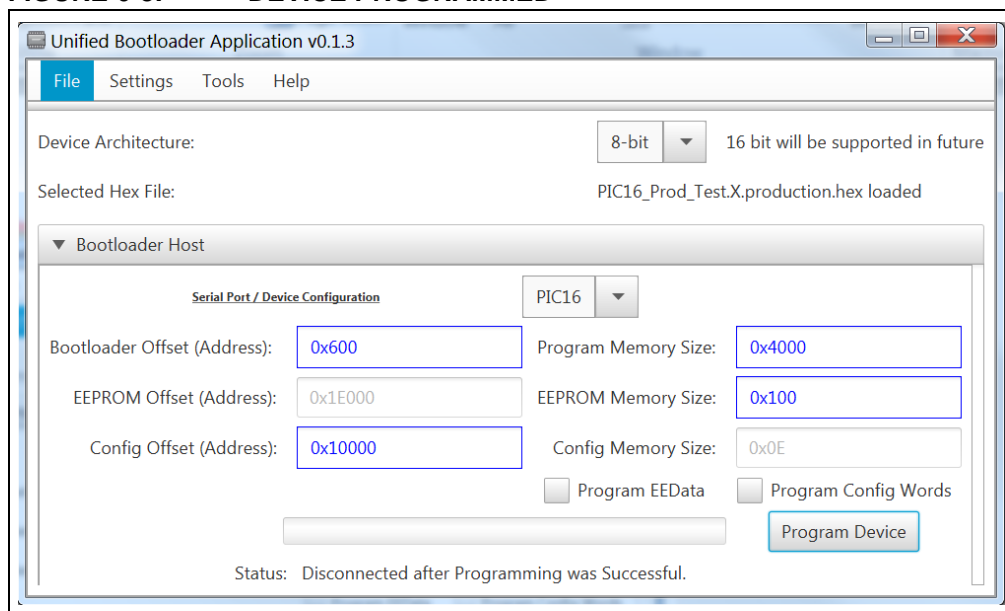 DEVICE PROGRAMMED
Unified Bootloader Application v0.1.3
File Settings Tools Help
Device Architecture: 8-bit 16 bit will be supported in future
Selected Hex File: PIC16_Prod_Test.X.production.hex loaded
Bootloader Host
Serial Port / Device Configuration PIC16
Bootloader Offset (Address): 0x600 Program Memory Size: 0x4000
EEPROM Offset (Address): 0x1E000 EEPROM Memory Size: 0x100
Config Offset (Address): 0x10000 Config Memory Size: 0x0E
Program EEData Program Config Words
Program Device
Status: Disconnected after Programming was Successful.